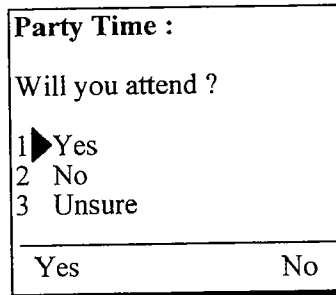 Party Time :
Will you attend ?
1 Yes
2 No
3 Unsure
Yes No